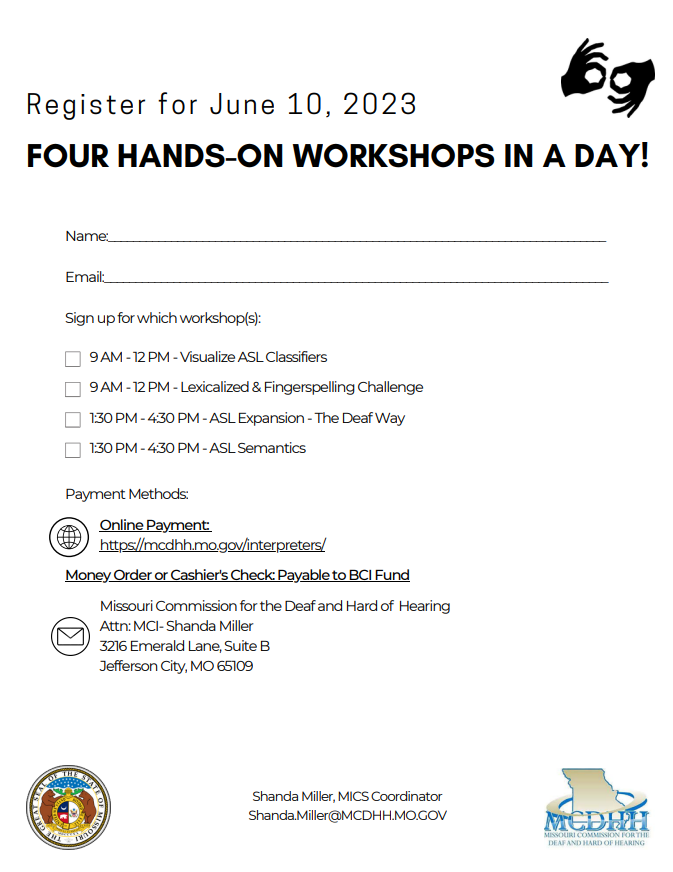 Register for June 10, 2023
FOUR HANDS-ON WORKSHOPS IN A DAY!
Name:
Email:
Sign up for which workshop(s):
9 AM - 12 PM - Visualize ASL Classifiers
9 AM - 12 PM - Lexicalized & Fingerspelling Challenge
1:30 PM - 4:30 PM - ASL Expansion - The Deaf Way
1:30 PM - 4:30 PM - ASL Semantics
Payment Methods:
Online Payment:
https://mcdhh.mo.gov/interpreters/
Money Order or Cashier's Check: Payable to BCI Fund
Missouri Commission for the Deaf and Hard of Hearing
Attn: MCI- Shanda Miller
3216 Emerald Lane, Suite B
Jefferson City, MO 65109
THE GREAT SEAL OF THE STATE OF MISSOURI
Shanda Miller, MICS Coordinator
Shanda.Miller@MCDHH.MO.GOV
MCDHH
MISSOURI COMMISSION FOR THE
DEAF AND HARD OF HEARING